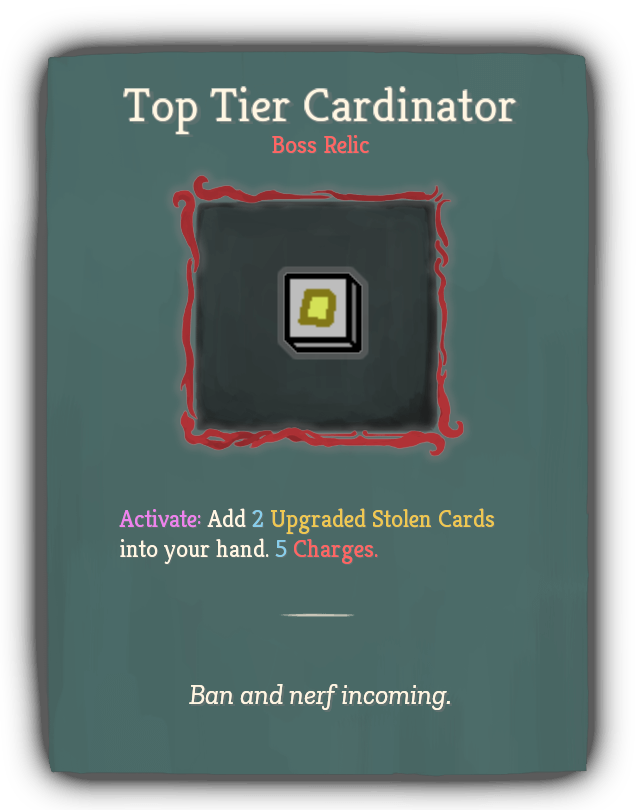 Top Tier Cardinator
Boss Relic
Activate: Add 2 Upgraded Stolen Cards
into your hand. 5 Charges.
Ban and nerf incoming.